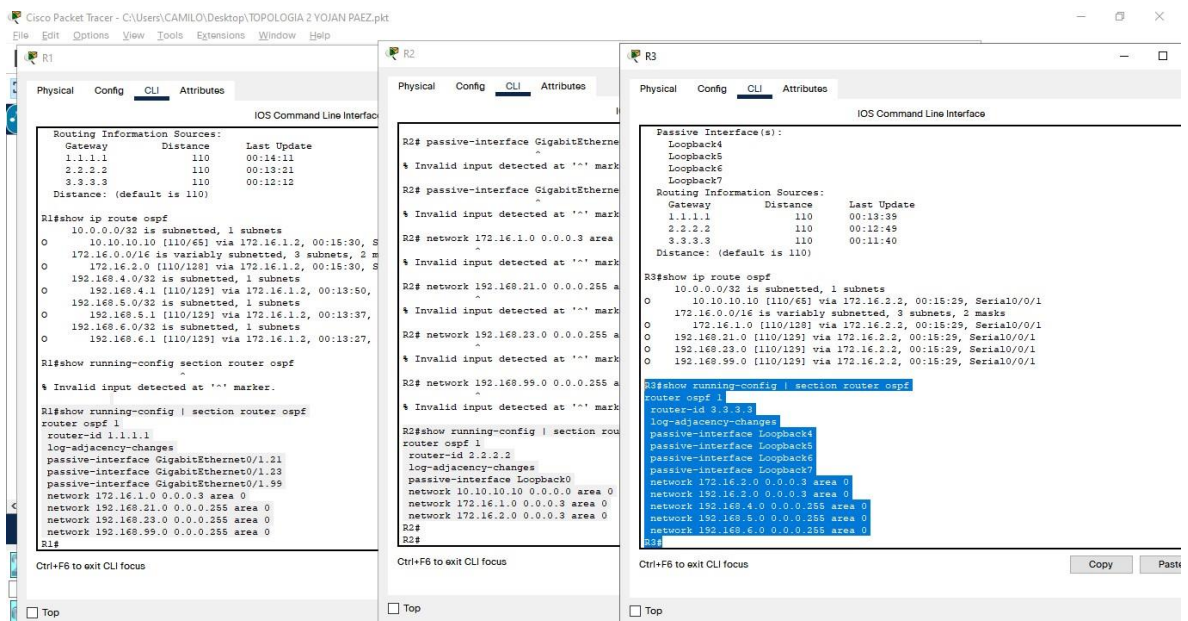 Cisco Packet Tracer - C:\Users\CAMILO\Desktop\TOPOLOGIA 2 YOJAN PAEZ.pkt
File Edit Options View Tools Extensions Window Help
R1
Physical Config CLI Attributes
IOS Command Line Interfac
Routing Information Sources:
Gateway Distance Last Update
1.1.1.1 110 00:14:11
2.2.2.2 110 00:13:21
3.3.3.3 110 00:12:12
Distance: (default is 110)
R1#show ip route ospf
10.0.0.0/32 is subnetted, 1 subnets
O 10.10.10.10 [110/65] via 172.16.1.2, 00:15:30, S
172.16.0.0/16 is variably subnetted, 3 subnets, 2 m
O 172.16.2.0 [110/128] via 172.16.1.2, 00:15:30, S
192.168.4.0/32 is subnetted, 1 subnets
O 192.168.4.1 [110/129] via 172.16.1.2, 00:13:50,
192.168.5.0/32 is subnetted, 1 subnets
O 192.168.5.1 [110/129] via 172.16.1.2, 00:13:37,
192.168.6.0/32 is subnetted, 1 subnets
O 192.168.6.1 [110/129] via 172.16.1.2, 00:13:27,
R1#show running-config section router ospf
^
% Invalid input detected at '^' marker.
R1#show running-config | section router ospf
router ospf 1
router-id 1.1.1.1
log-adjacency-changes
passive-interface GigabitEthernet0/1.21
passive-interface GigabitEthernet0/1.23
passive-interface GigabitEthernet0/1.99
network 172.16.1.0 0.0.0.3 area 0
network 192.168.21.0 0.0.0.255 area 0
network 192.168.23.0 0.0.0.255 area 0
network 192.168.99.0 0.0.0.255 area 0
R1#
Ctrl+F6 to exit CLI focus
Top
R2
Physical Config CLI Attributes
R2# passive-interface GigabitEtherne
^
% Invalid input detected at '^' mark
R2# passive-interface GigabitEtherne
^
% Invalid input detected at '^' mark
R2# network 172.16.1.0 0.0.0.3 area
^
% Invalid input detected at '^' mark
R2# network 192.168.21.0 0.0.0.255 a
^
% Invalid input detected at '^' mark
R2# network 192.168.23.0 0.0.0.255 a
^
% Invalid input detected at '^' mark
R2# network 192.168.99.0 0.0.0.255 a
^
% Invalid input detected at '^' mark
R2#show running-config | section rou
router ospf 1
router-id 2.2.2.2
log-adjacency-changes
passive-interface Loopback0
network 10.10.10.10 0.0.0.0 area 0
network 172.16.1.0 0.0.0.3 area 0
network 172.16.2.0 0.0.0.3 area 0
R2#
R2#
Ctrl+F6 to exit CLI focus
Top
R3
Physical Config CLI Attributes
IOS Command Line Interface
Passive Interface(s):
Loopback4
Loopback5
Loopback6
Loopback7
Routing Information Sources:
Gateway Distance Last Update
1.1.1.1 110 00:13:39
2.2.2.2 110 00:12:49
3.3.3.3 110 00:11:40
Distance: (default is 110)
R3#show ip route ospf
10.0.0.0/32 is subnetted, 1 subnets
O 10.10.10.10 [110/65] via 172.16.2.2, 00:15:29, Serial0/0/1
172.16.0.0/16 is variably subnetted, 3 subnets, 2 masks
O 172.16.1.0 [110/128] via 172.16.2.2, 00:15:29, Serial0/0/1
O 192.168.21.0 [110/129] via 172.16.2.2, 00:15:29, Serial0/0/1
O 192.168.23.0 [110/129] via 172.16.2.2, 00:15:29, Serial0/0/1
O 192.168.99.0 [110/129] via 172.16.2.2, 00:15:29, Serial0/0/1
R3#show running-config | section router ospf
router ospf 1
router-id 3.3.3.3
log-adjacency-changes
passive-interface Loopback4
passive-interface Loopback5
passive-interface Loopback6
passive-interface Loopback7
network 172.16.2.0 0.0.0.3 area 0
network 192.16.2.0 0.0.0.3 area 0
network 192.168.4.0 0.0.0.255 area 0
network 192.168.5.0 0.0.0.255 area 0
network 192.168.6.0 0.0.0.255 area 0
R3#
Ctrl+F6 to exit CLI focus
Copy Paste
Top